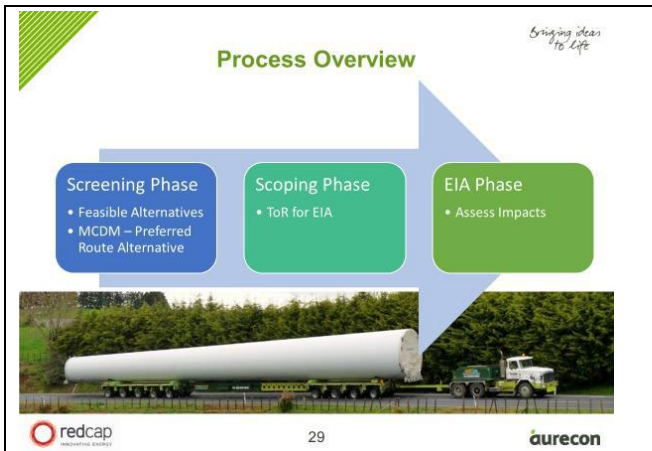 Bringing ideas
to life
Process Overview
Screening Phase
• Feasible Alternatives
• MCDM – Preferred
Route Alternative
Scoping Phase
• ToR for EIA
EIA Phase
• Assess Impacts
redcap
INNOVATING ENERGY
29
aurecon